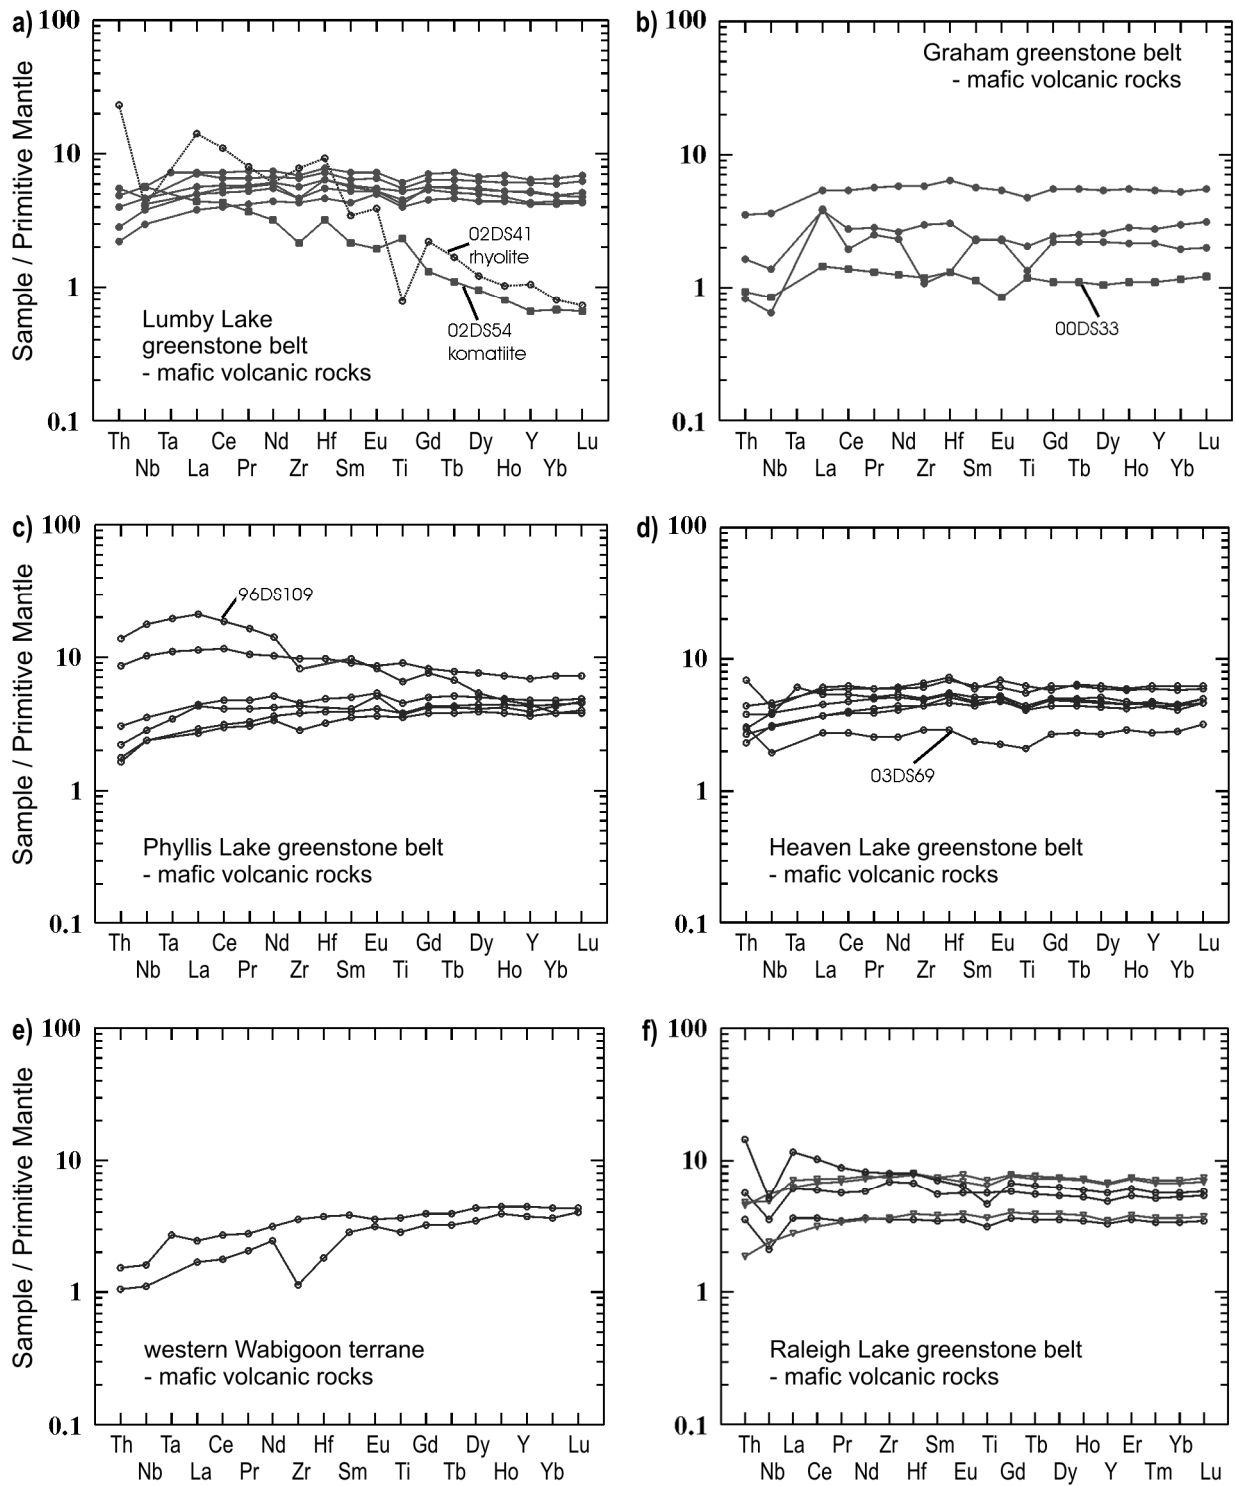 a)
100
10
1
0.1
Sample / Primitive Mantle
02DS41
rhyolite
02DS54
komatiite
Lumby Lake
greenstone belt
- mafic volcanic rocks
Th Ta Ce Nd Hf Eu Gd Dy Y Lu
Nb La Pr Zr Sm Ti Tb Ho Yb
b)
100
10
1
0.1
Graham greenstone belt
- mafic volcanic rocks
00DS33
Th Ta Ce Nd Hf Eu Gd Dy Y Lu
Nb La Pr Zr Sm Ti Tb Ho Yb
c)
100
10
1
0.1
Sample / Primitive Mantle
96DS109
Phyllis Lake greenstone belt
- mafic volcanic rocks
Th Ta Ce Nd Hf Eu Gd Dy Y Lu
Nb La Pr Zr Sm Ti Tb Ho Yb
d)
100
10
1
0.1
03DS69
Heaven Lake greenstone belt
- mafic volcanic rocks
Th Ta Ce Nd Hf Eu Gd Dy Y Lu
Nb La Pr Zr Sm Ti Tb Ho Yb
e)
100
10
1
0.1
Sample / Primitive Mantle
western Wabigoon terrane
- mafic volcanic rocks
Th Ta Ce Nd Hf Eu Gd Dy Y Lu
Nb La Pr Zr Sm Ti Tb Ho Yb
f)
100
10
1
0.1
Raleigh Lake greenstone belt
- mafic volcanic rocks
Th La Pr Zr Sm Ti Tb Ho Er Yb
Nb Ce Nd Hf Eu Gd Dy Y Tm Lu